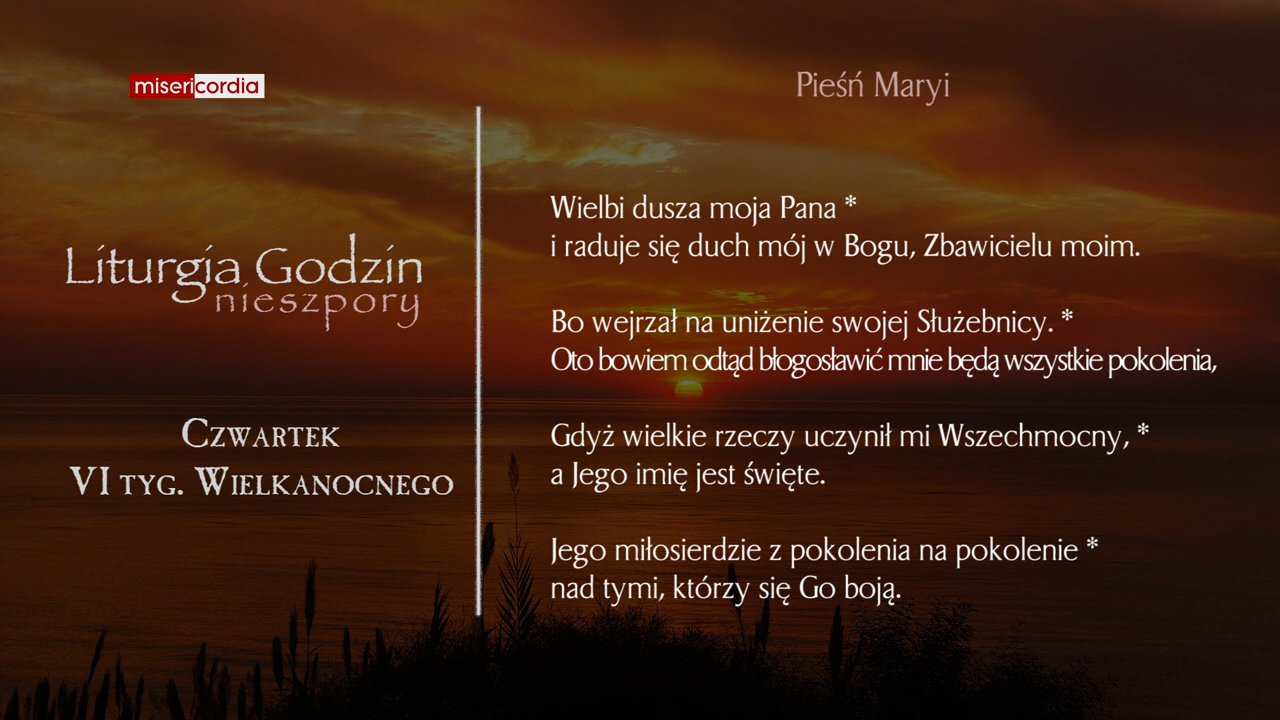 misericordia
Liturgia Godzin
nieszpory
Czwartek
VI tyg. Wielkanocnego
Pieśń Maryi
Wielbi dusza moja Pana *
i raduje się duch mój w Bogu, Zbawicielu moim.
Bo wejrzał na uniżenie swojej Służebnicy. *
Oto bowiem odtąd błogosławić mnie będą wszystkie pokolenia,
Gdyż wielkie rzeczy uczynił mi Wszechmocny, *
a Jego imię jest święte.
Jego miłosierdzie z pokolenia na pokolenie *
nad tymi, którzy się Go boją.